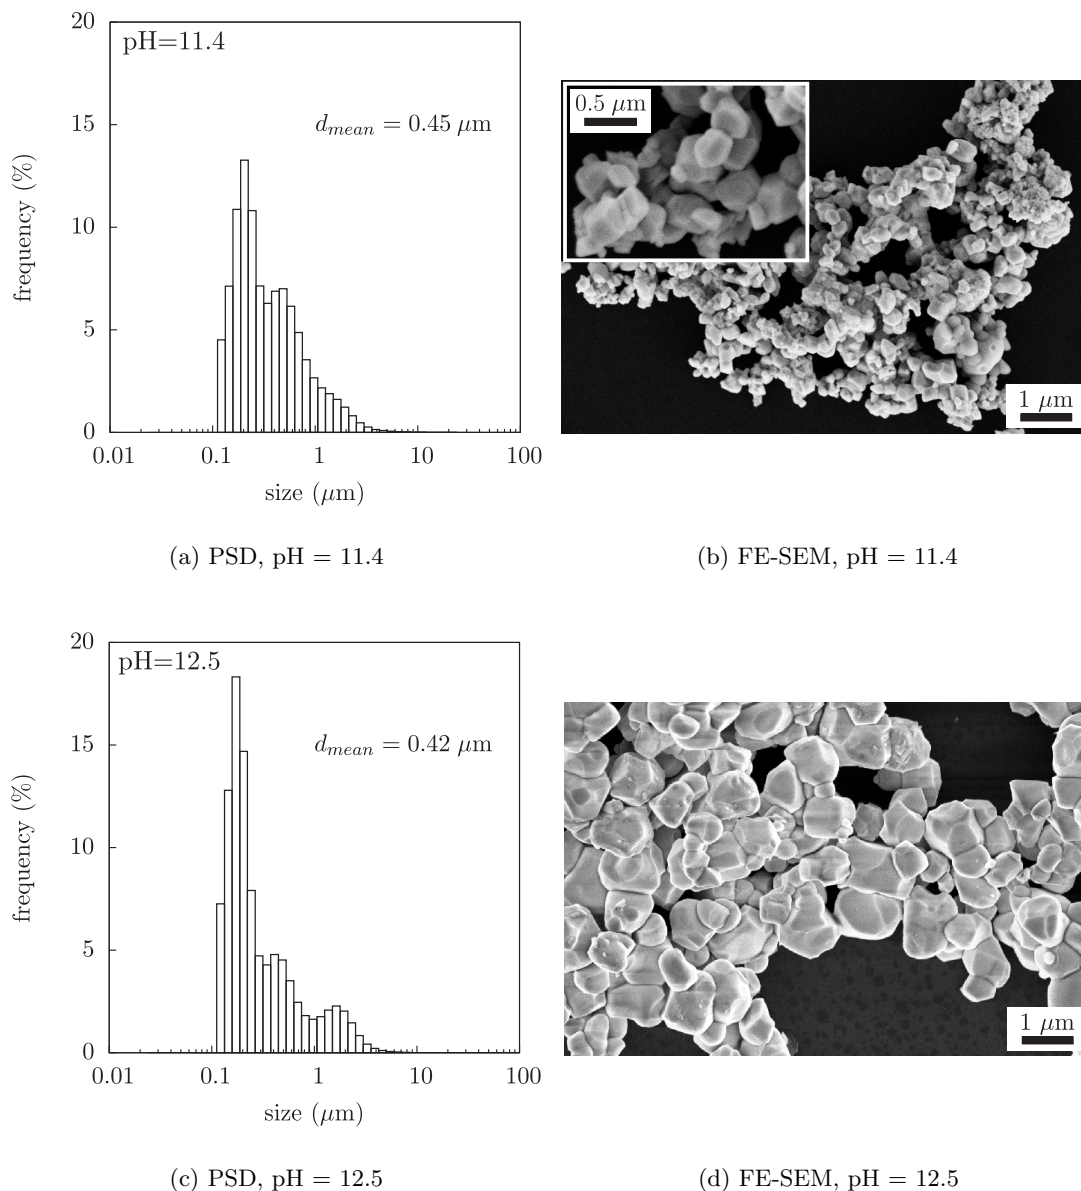 20
pH=11.4
d_mean = 0.45 μm
15
10
5
0
frequency (%)
0.01 0.1 1 10 100
size (μm)
0.5 μm
1 μm
(a) PSD, pH = 11.4
(b) FE-SEM, pH = 11.4
20
pH=12.5
d_mean = 0.42 μm
15
10
5
0
frequency (%)
0.01 0.1 1 10 100
size (μm)
1 μm
(c) PSD, pH = 12.5
(d) FE-SEM, pH = 12.5